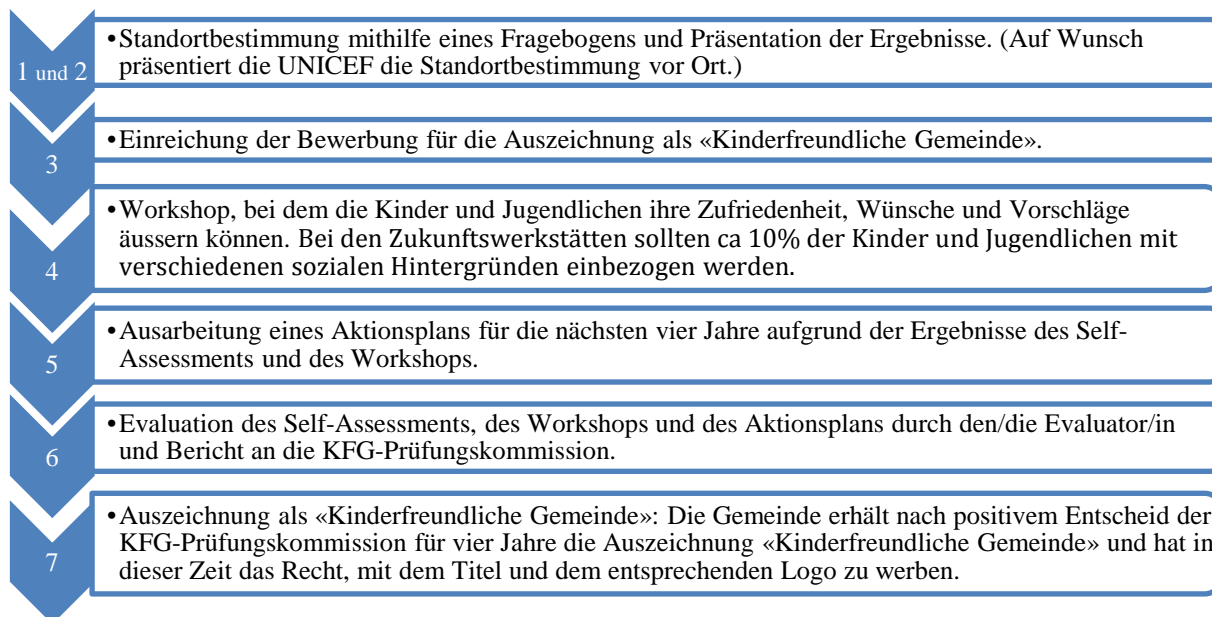 1 und 2
•Standortbestimmung mithilfe eines Fragebogens und Präsentation der Ergebnisse. (Auf Wunsch
präsentiert die UNICEF die Standortbestimmung vor Ort.)
3
•Einreichung der Bewerbung für die Auszeichnung als «Kinderfreundliche Gemeinde».
4
•Workshop, bei dem die Kinder und Jugendlichen ihre Zufriedenheit, Wünsche und Vorschläge
äussern können. Bei den Zukunftswerkstätten sollten ca 10% der Kinder und Jugendlichen mit
verschiedenen sozialen Hintergründen einbezogen werden.
5
•Ausarbeitung eines Aktionsplans für die nächsten vier Jahre aufgrund der Ergebnisse des Self-
Assessments und des Workshops.
6
•Evaluation des Self-Assessments, des Workshops und des Aktionsplans durch den/die Evaluator/in
und Bericht an die KFG-Prüfungskommission.
7
•Auszeichnung als «Kinderfreundliche Gemeinde»: Die Gemeinde erhält nach positivem Entscheid der
KFG-Prüfungskommission für vier Jahre die Auszeichnung «Kinderfreundliche Gemeinde» und hat in
dieser Zeit das Recht, mit dem Titel und dem entsprechenden Logo zu werben.